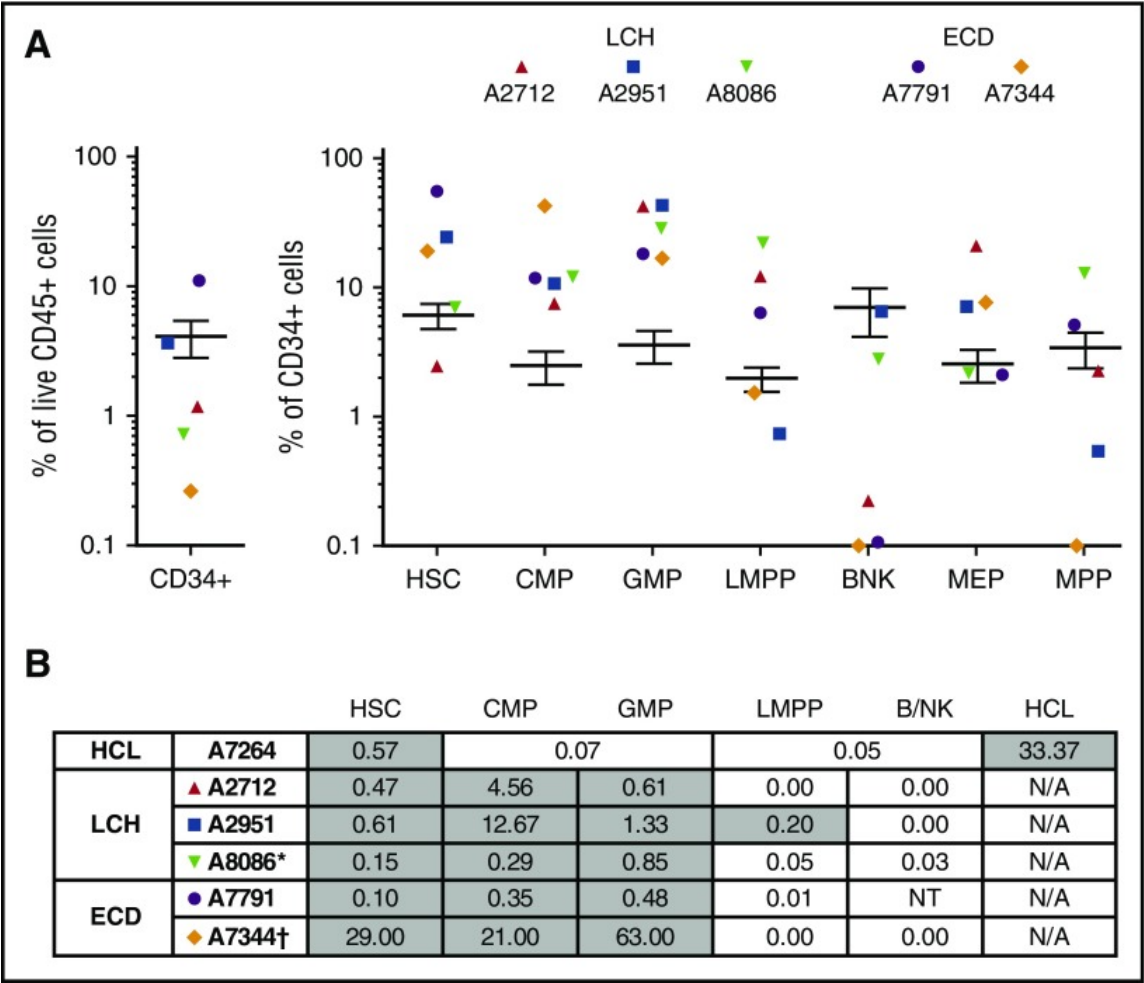 A
LCH ECD
A2712 A2951 A8086 A7791 A7344
% of live CD45+ cells
100
10
1
0.1
CD34+
% of CD34+ cells
100
10
1
0.1
HSC CMP GMP LMPP BNK MEP MPP
B
HSC CMP GMP LMPP B/NK HCL
HCL A7264 0.57 0.07 0.05 33.37
LCH
A2712 0.47 4.56 0.61 0.00 0.00 N/A
A2951 0.61 12.67 1.33 0.20 0.00 N/A
A8086* 0.15 0.29 0.85 0.05 0.03 N/A
ECD
A7791 0.10 0.35 0.48 0.01 NT N/A
A7344† 29.00 21.00 63.00 0.00 0.00 N/A